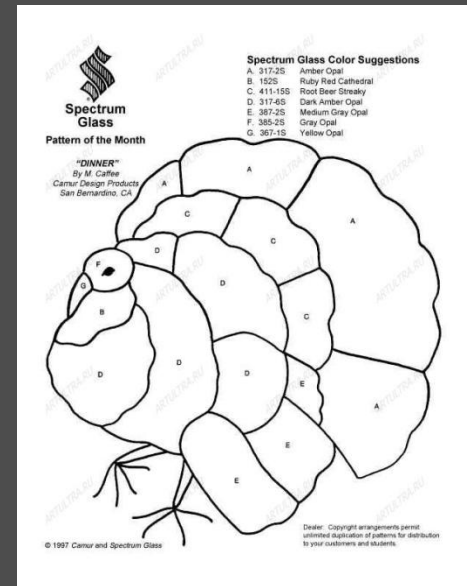 Spectrum
Glass
Pattern of the Month
"DINNER"
By M. Caffee
Camur Design Products
San Bernardino, CA
Spectrum Glass Color Suggestions
A. 317-2S Amber Opal
B. 152S Ruby Red Cathedral
C. 411-15S Root Beer Streaky
D. 317-6S Dark Amber Opal
E. 387-2S Medium Gray Opal
F. 385-2S Gray Opal
G. 367-1S Yellow Opal
A
A
C
A
D
C
F
G
D
B
C
D
D
D
E
A
E
E
Dealer: Copyright arrangements permit
unlimited duplication of patterns for distribution
to your customers and students.
© 1997 Camur and Spectrum Glass
ARTULTRA.RU